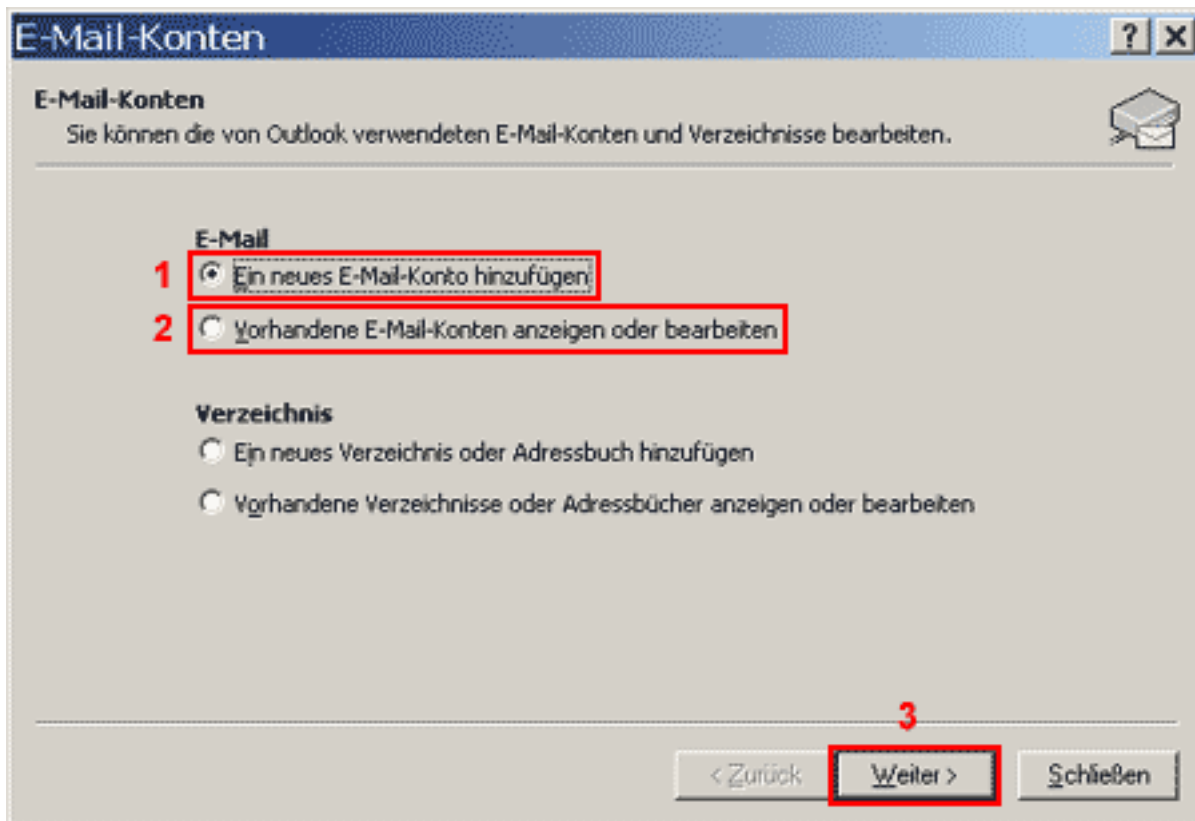 E-Mail-Konten
E-Mail-Konten
Sie können die von Outlook verwendeten E-Mail-Konten und Verzeichnisse bearbeiten.
E-Mail
1 Ein neues E-Mail-Konto hinzufügen
2 Vorhandene E-Mail-Konten anzeigen oder bearbeiten
Verzeichnis
Ein neues Verzeichnis oder Adressbuch hinzufügen
Vorhandene Verzeichnisse oder Adressbücher anzeigen oder bearbeiten
3
< Zurück Weiter > Schließen